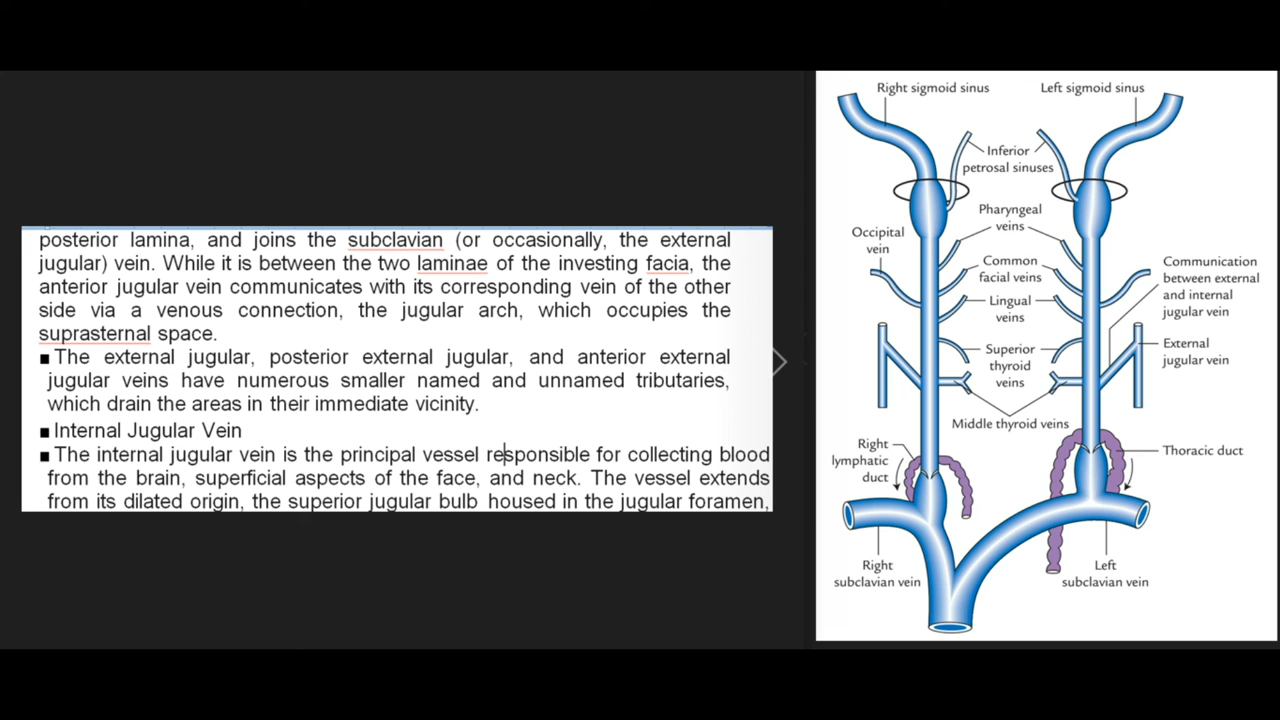 posterior lamina, and joins the subclavian (or occasionally, the external
jugular) vein. While it is between the two laminae of the investing facia, the
anterior jugular vein communicates with its corresponding vein of the other
side via a venous connection, the jugular arch, which occupies the
suprasternal space.
■ The external jugular, posterior external jugular, and anterior external
jugular veins have numerous smaller named and unnamed tributaries,
which drain the areas in their immediate vicinity.
■ Internal Jugular Vein
■ The internal jugular vein is the principal vessel responsible for collecting blood
from the brain, superficial aspects of the face, and neck. The vessel extends
from its dilated origin, the superior jugular bulb housed in the jugular foramen,
Right sigmoid sinus
Left sigmoid sinus
Inferior
petrosal sinuses
Pharyngeal
veins
Occipital
vein
Common
facial veins
Lingual
veins
Communication
between external
and internal
jugular vein
Superior
thyroid
veins
External
jugular vein
Middle thyroid veins
Right
lymphatic
duct
Thoracic duct
Right
subclavian vein
Left
subclavian vein